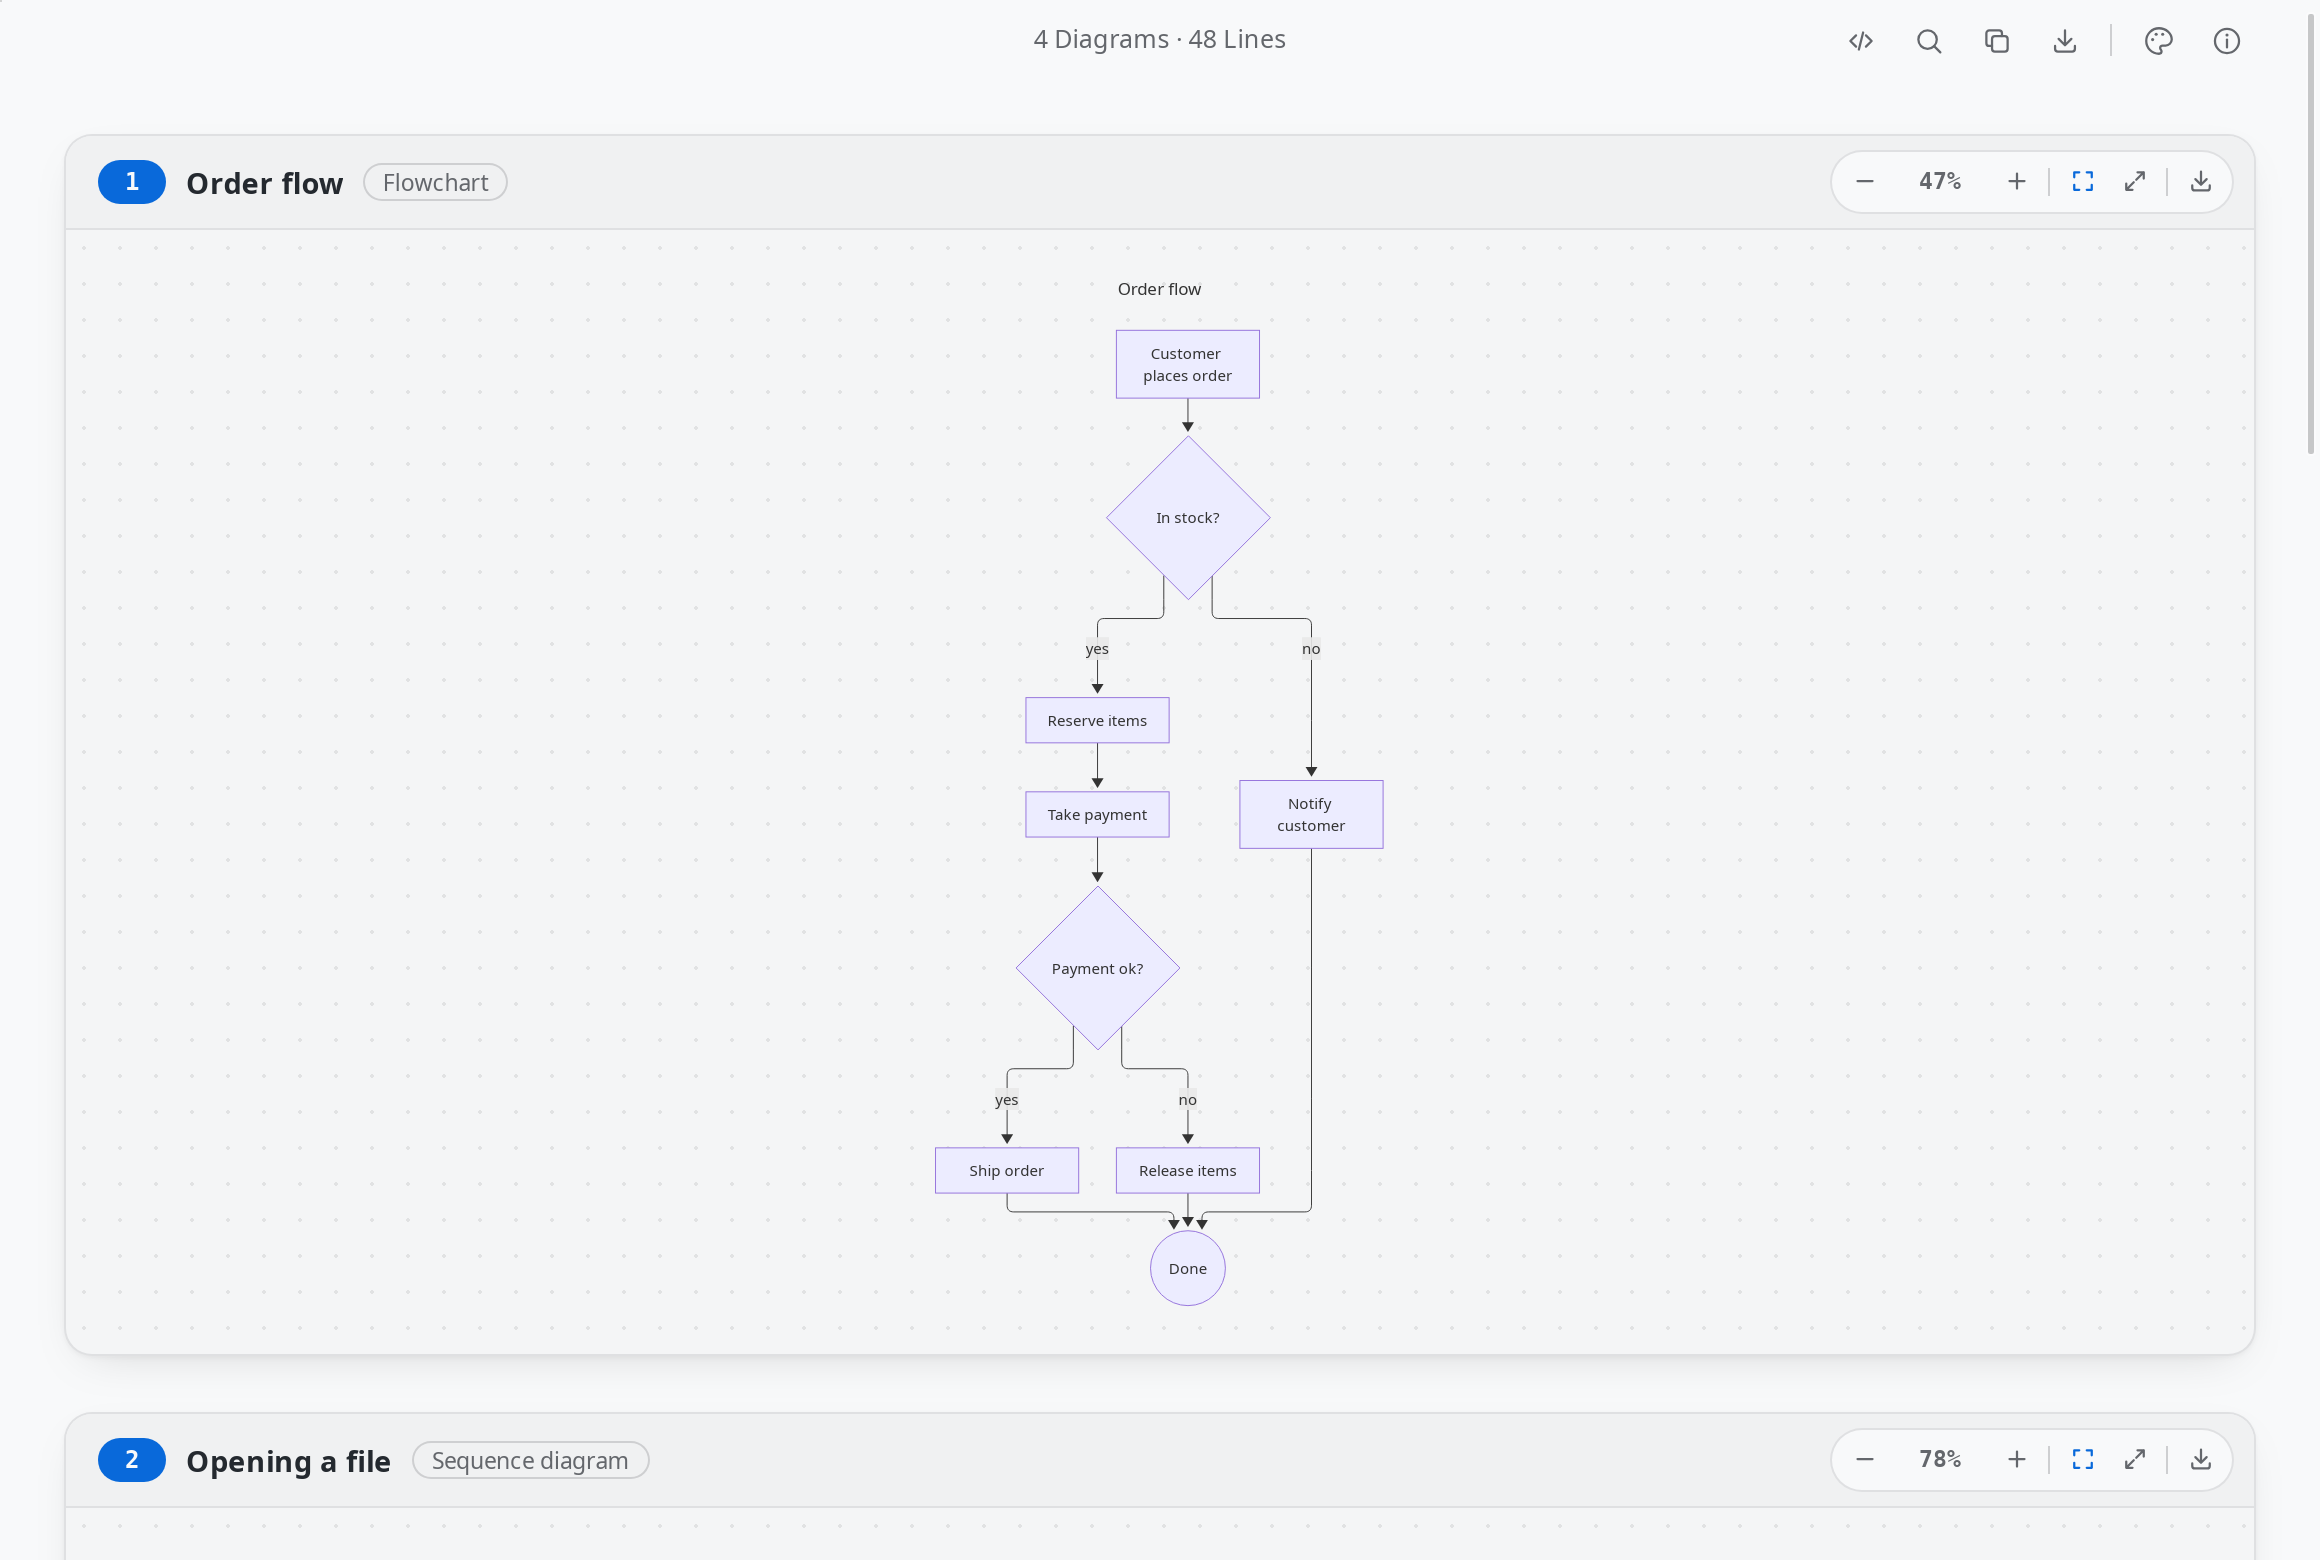 4 Diagrams · 48 Lines
1 Order flow Flowchart 47%
Order flow
Customer
places order
In stock?
yes no
Reserve items
Take payment
Notify
customer
Payment ok?
yes no
Ship order Release items
Done
2 Opening a file Sequence diagram 78%